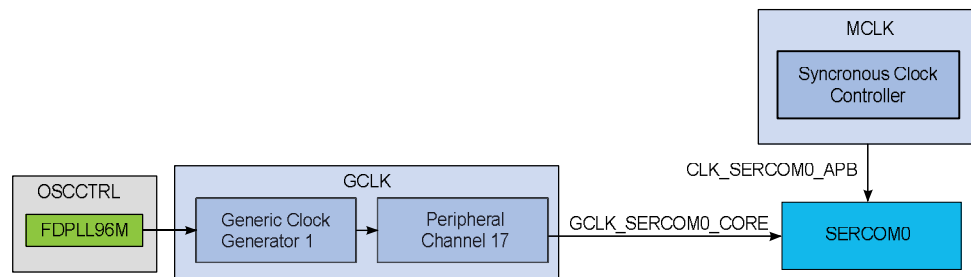 MCLK
Syncronous Clock
Controller
CLK_SERCOM0_APB
OSCCTRL
FDPLL96M
GCLK
Generic Clock
Generator 1
Peripheral
Channel 17
GCLK_SERCOM0_CORE
SERCOM0